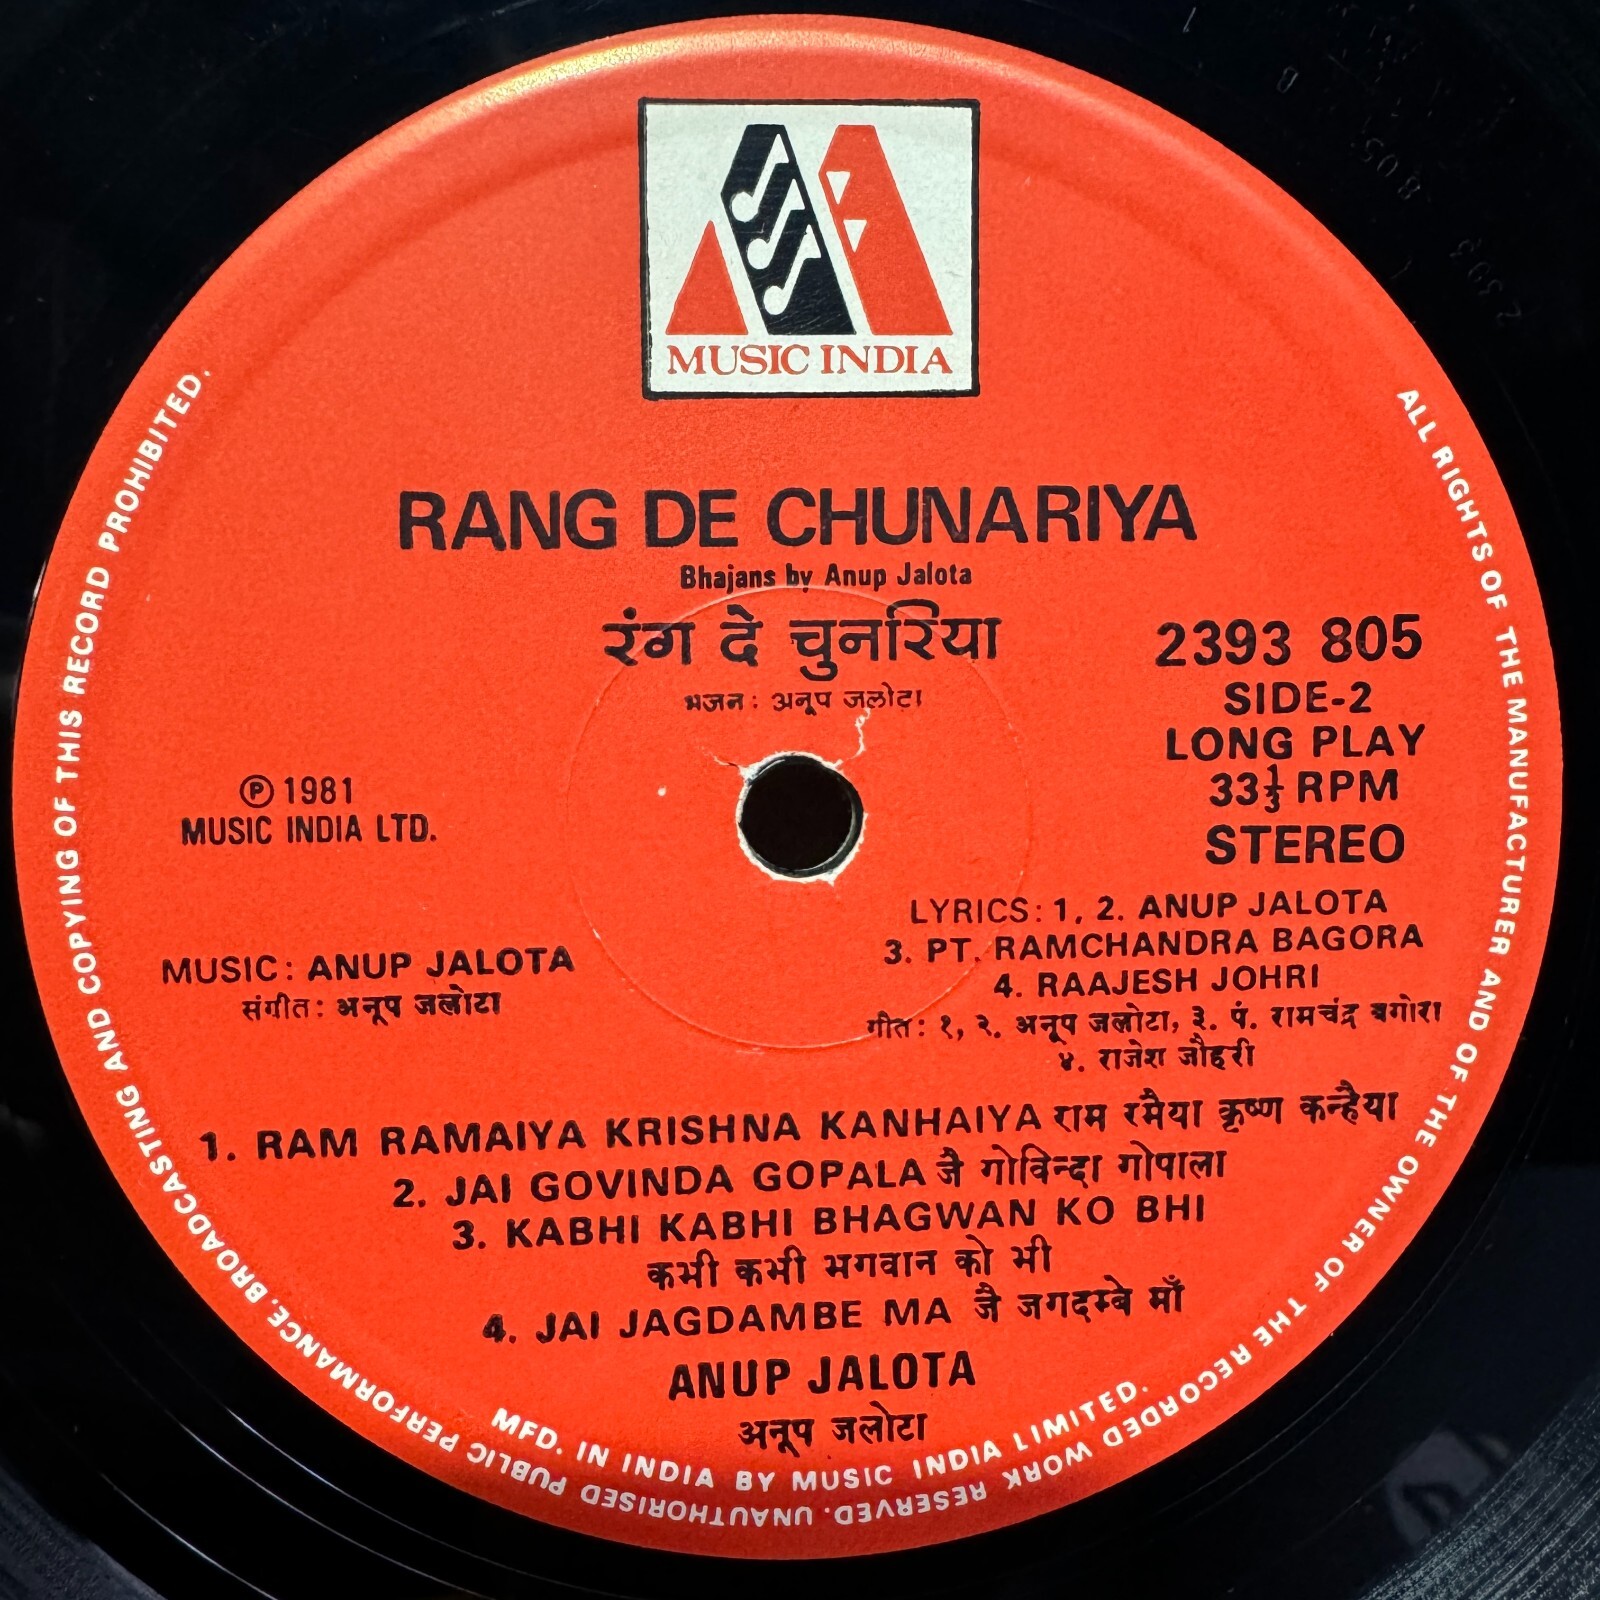 MUSIC INDIA
RANG DE CHUNARIYA
Bhajans by Anup Jalota
रंग दे चुनरिया
भजन: अनूप जलोटा
2393 805
SIDE-2
LONG PLAY
33⅓ RPM
STEREO
Ⓟ 1981
MUSIC INDIA LTD.
LYRICS: 1, 2. ANUP JALOTA
3. PT. RAMCHANDRA BAGORA
4. RAAJESH JOHRI
गीत: १, २. अनूप जलोटा, ३. पं. रामचंद्र बगोरा
४. राजेश जौहरी
MUSIC: ANUP JALOTA
संगीत: अनूप जलोटा
1. RAM RAMAIYA KRISHNA KANHAIYA राम रमैया कृष्ण कन्हैया
2. JAI GOVINDA GOPALA जै गोविन्दा गोपाला
3. KABHI KABHI BHAGWAN KO BHI
कभी कभी भगवान को भी
4. JAI JAGDAMBE MA जै जगदम्बे माँ
ANUP JALOTA
अनूप जलोटा
MFD. IN INDIA BY MUSIC INDIA LIMITED.
ALL RIGHTS OF THE MANUFACTURER AND OF THE OWNER OF THE RECORDED WORK RESERVED. UNAUTHORISED PUBLIC PERFORMANCE. BROADCASTING AND COPYING OF THIS RECORD PROHIBITED.